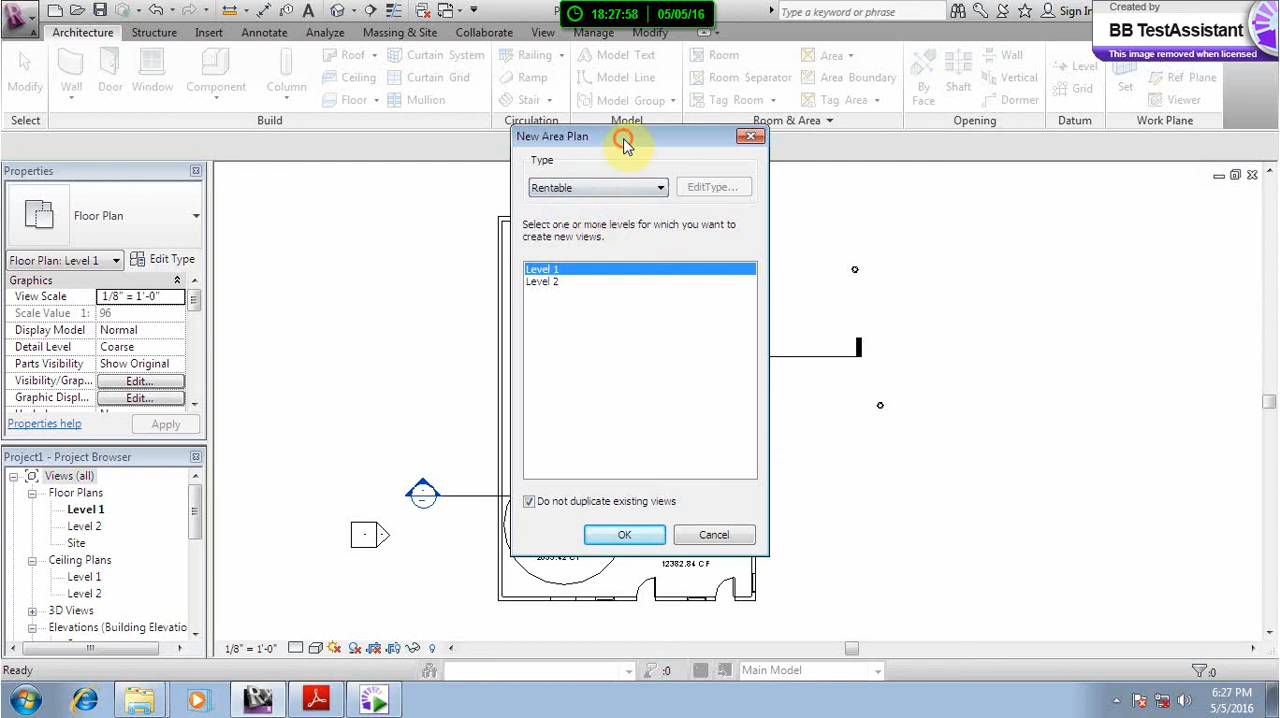 18:27:58 05/05/16
Type a keyword or phrase
Sign In
Created by
BB TestAssistant
This image removed when licensed
Architecture Structure Insert Annotate Analyze Massing & Site Collaborate View Manage Modify
Modify Wall Door Window Component Column
Roof Curtain System
Ceiling Curtain Grid
Floor Mullion
Railing Model Text
Ramp Model Line
Stair Model Group
Room Area
Room Separator Area Boundary
Tag Room Tag Area
By Face Shaft Wall
Vertical
Dormer
Level
Grid
Set Ref Plane
Viewer
Select Build Circulation Model Room & Area Opening Datum Work Plane
Properties
Floor Plan
Floor Plan: Level 1 Edit Type
Graphics
View Scale 1/8" = 1'-0"
Scale Value 1: 96
Display Model Normal
Detail Level Coarse
Parts Visibility Show Original
Visibility/Grap... Edit...
Graphic Displ... Edit...
Properties help Apply
Project1 - Project Browser
Views (all)
Floor Plans
Level 1
Level 2
Site
Ceiling Plans
Level 1
Level 2
3D Views
Elevations (Building Elevatio
New Area Plan
Type
Rentable EditType...
Select one or more levels for which you want to
create new views.
Level 1
Level 2
Do not duplicate existing views
OK Cancel
12382.84 CF
1/8" = 1'-0"
Ready :0 Main Model :0
6:27 PM
5/5/2016